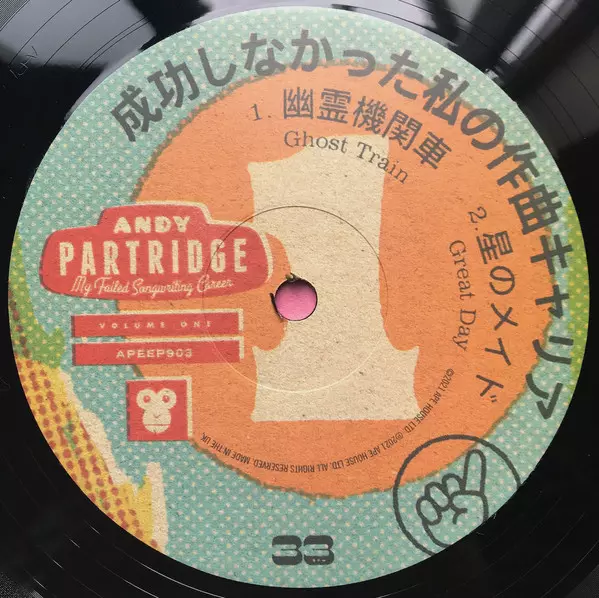 成功しなかった私の作曲キャリア
1. 幽霊機関車
Ghost Train
2. 星のメイド
Great Day
ANDY
PARTRIDGE
My Failed Songwriting Career
VOLUME ONE
APEEP903
©2021 APE HOUSE LTD ℗2021 APE HOUSE LTD. ALL RIGHTS RESERVED. MADE IN THE UK.
33